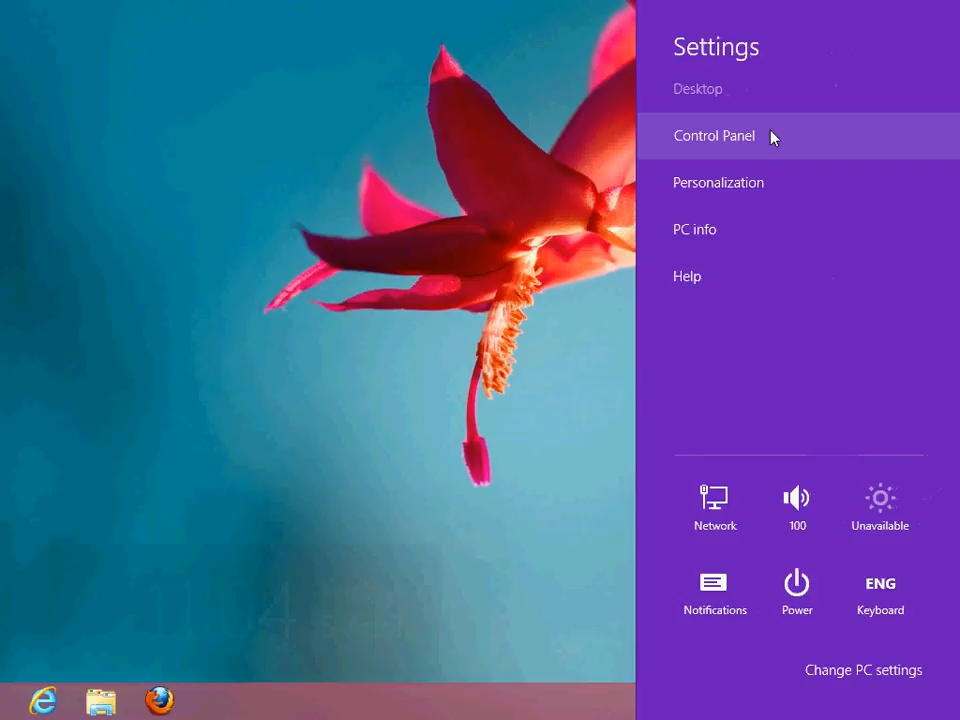 Settings
Desktop
Control Panel
Personalization
PC info
Help
Network
100
Unavailable
Notifications
Power
ENG
Keyboard
Change PC settings